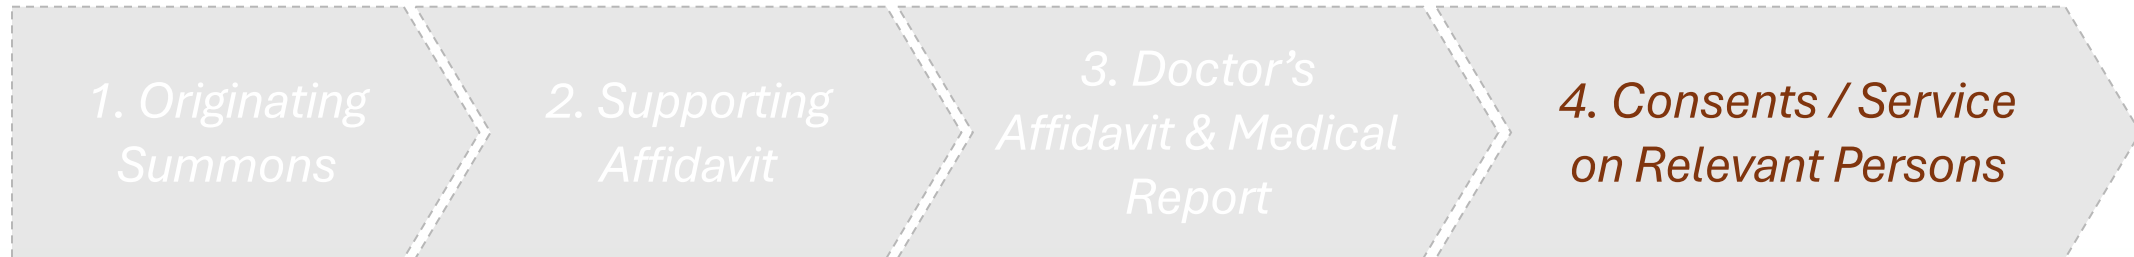 1. Originating
Summons
2. Supporting
Affidavit
3. Doctor’s
Affidavit & Medical
Report
4. Consents / Service
on Relevant Persons